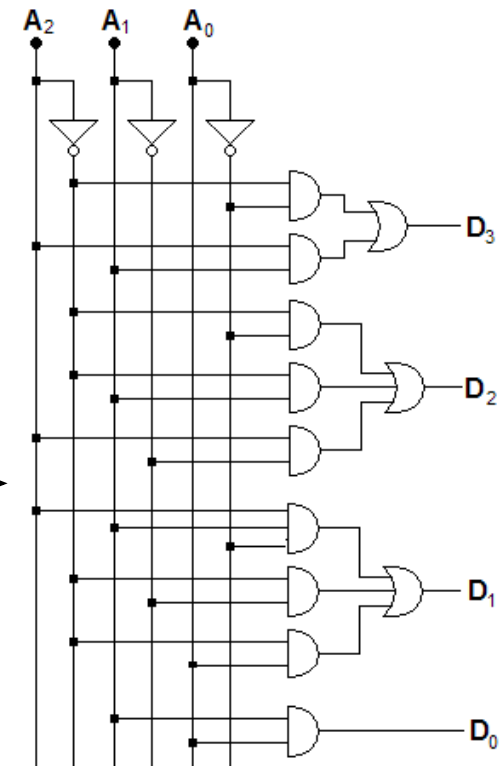 A₂ A₁ A₀
D₃
D₂
D₁
D₀